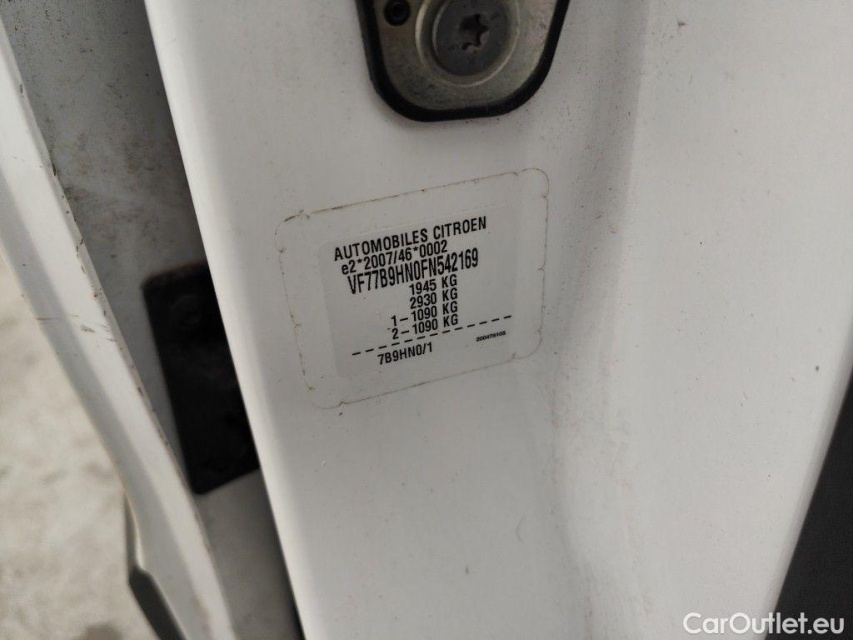 AUTOMOBILES CITROEN
e2*2007/46*0002
VF77B9HN0FN542169
1945 KG
2930 KG
1-1090 KG
2-1090 KG
7B9HN0/1
CarOutlet.eu